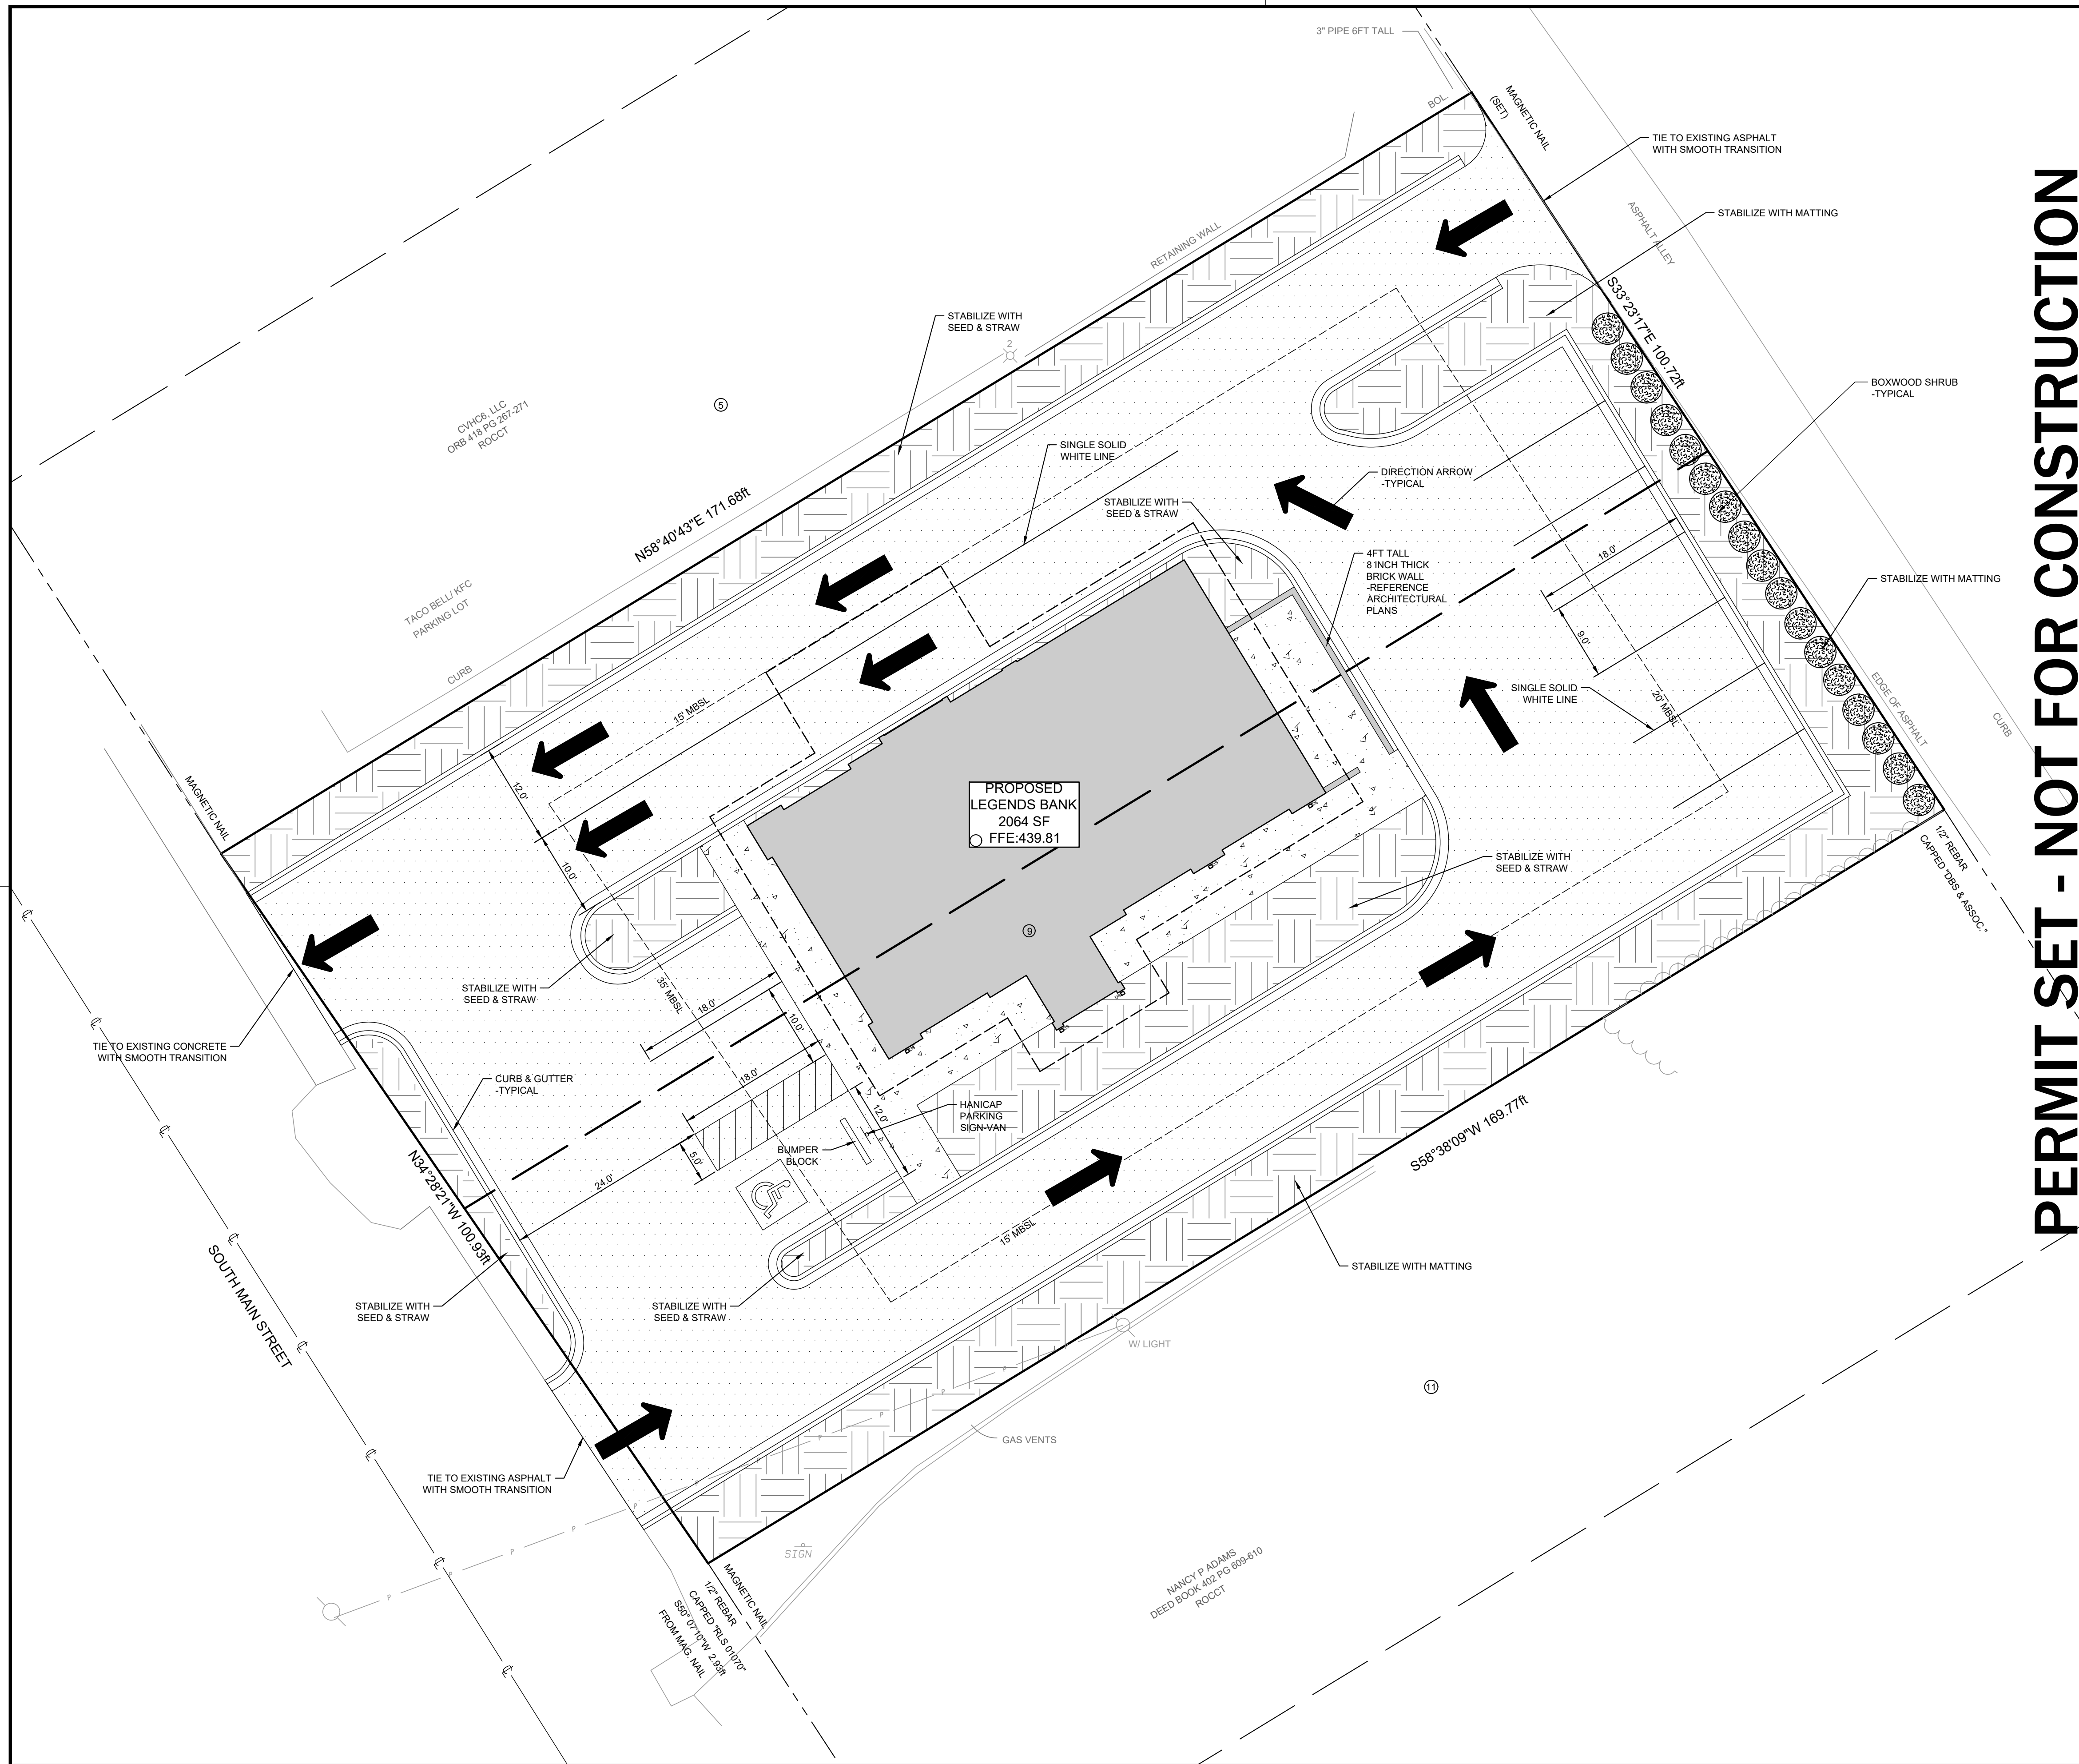 3" PIPE 6FT TALL
BOL.
MAGNETIC NAIL
(SET)
TIE TO EXISTING ASPHALT
WITH SMOOTH TRANSITION
ASPHALT ALLEY
STABILIZE WITH MATTING
RETAINING WALL
S33°23'17"E 100.72ft
STABILIZE WITH
SEED & STRAW
2
BOXWOOD SHRUB
-TYPICAL
CVHC6, LLC
ORB 418 PG 267-271
ROCCT
5
SINGLE SOLID
WHITE LINE
DIRECTION ARROW
-TYPICAL
N58°40'43"E 171.68ft
STABILIZE WITH
SEED & STRAW
4FT TALL
8 INCH THICK
BRICK WALL
-REFERENCE
ARCHITECTURAL
PLANS
18.0'
STABILIZE WITH MATTING
TACO BELL/ KFC
PARKING LOT
9.0'
CURB
SINGLE SOLID
WHITE LINE
20' MBSL
EDGE OF ASPHALT
CURB
15' MBSL
MAGNETIC NAIL
12.0'
PROPOSED
LEGENDS BANK
2064 SF
FFE:439.81
10.0'
STABILIZE WITH
SEED & STRAW
1/2" REBAR
CAPPED "DBS & ASSOC."
9
STABILIZE WITH
SEED & STRAW
35' MBSL
18.0'
10.0'
TIE TO EXISTING CONCRETE
WITH SMOOTH TRANSITION
CURB & GUTTER
-TYPICAL
18.0'
HANICAP
PARKING
SIGN-VAN
12.0'
BUMPER
BLOCK
5.0'
24.0'
S58°38'09"W 169.77ft
N34°28'21"W 100.93ft
15' MBSL
STABILIZE WITH MATTING
SOUTH MAIN STREET
STABILIZE WITH
SEED & STRAW
STABILIZE WITH
SEED & STRAW
W/ LIGHT
11
GAS VENTS
TIE TO EXISTING ASPHALT
WITH SMOOTH TRANSITION
SIGN
P
P
P
P
P
P
P
P
P
P
MAGNETIC NAIL
1/2" REBAR
CAPPED "RLS 01070"
S50° 07'10"W 2.93ft
FROM MAG. NAIL
NANCY P ADAMS
DEED BOOK 402 PG 609-610
ROCCT
PERMIT SET - NOT FOR CONSTRUCTION